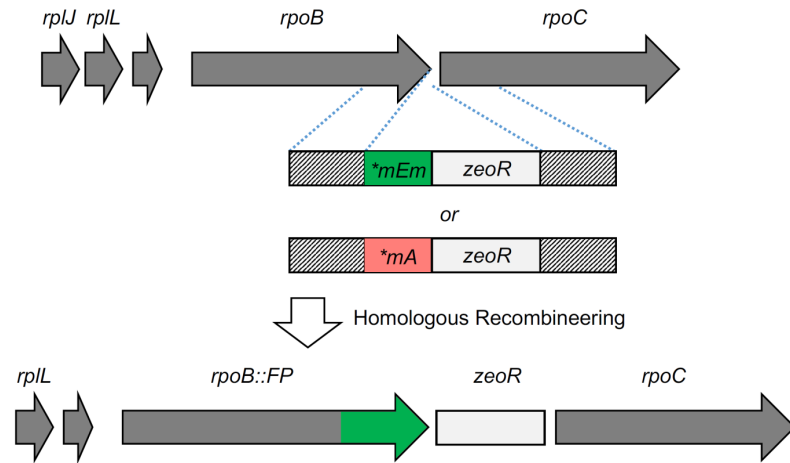 rplJ rplL rpoB rpoC
*mEm zeoR
or
*mA zeoR
Homologous Recombineering
rplL rpoB::FP zeoR rpoC